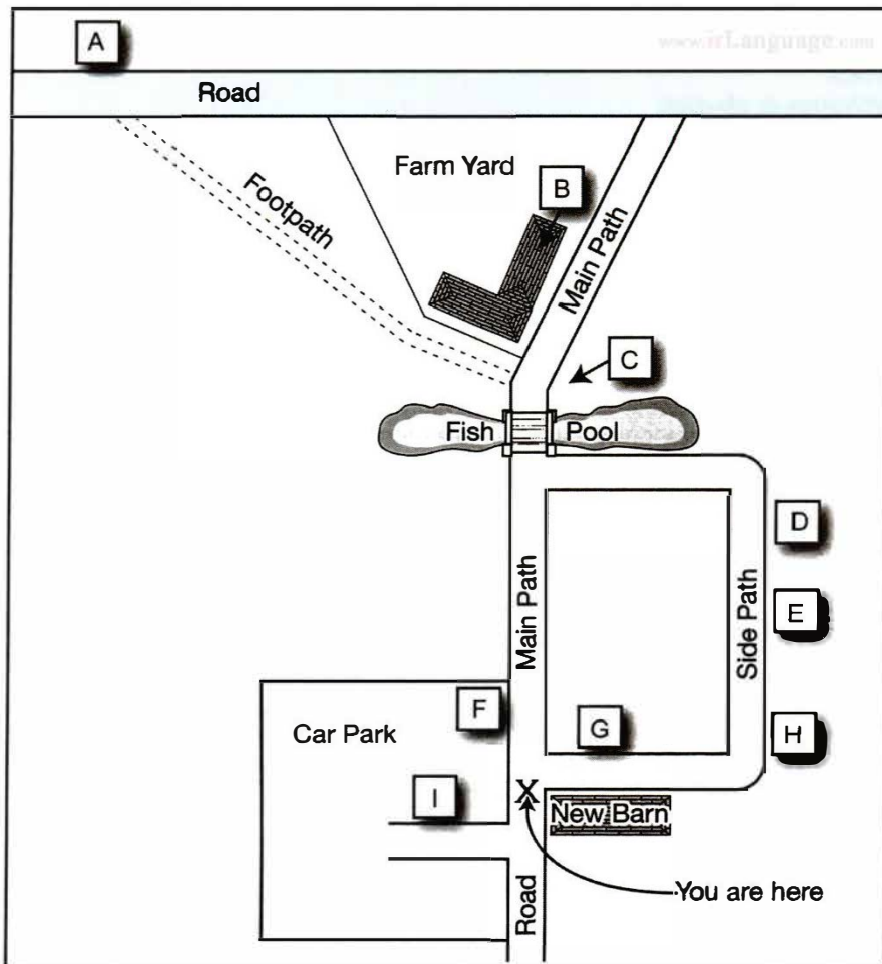 A
www.irLanguage.com
Road
Farm Yard
B
Footpath
Main Path
C
Fish
Pool
D
Main Path
E
Side Path
F
G
H
Car Park
I
X
New Barn
You are here
Road